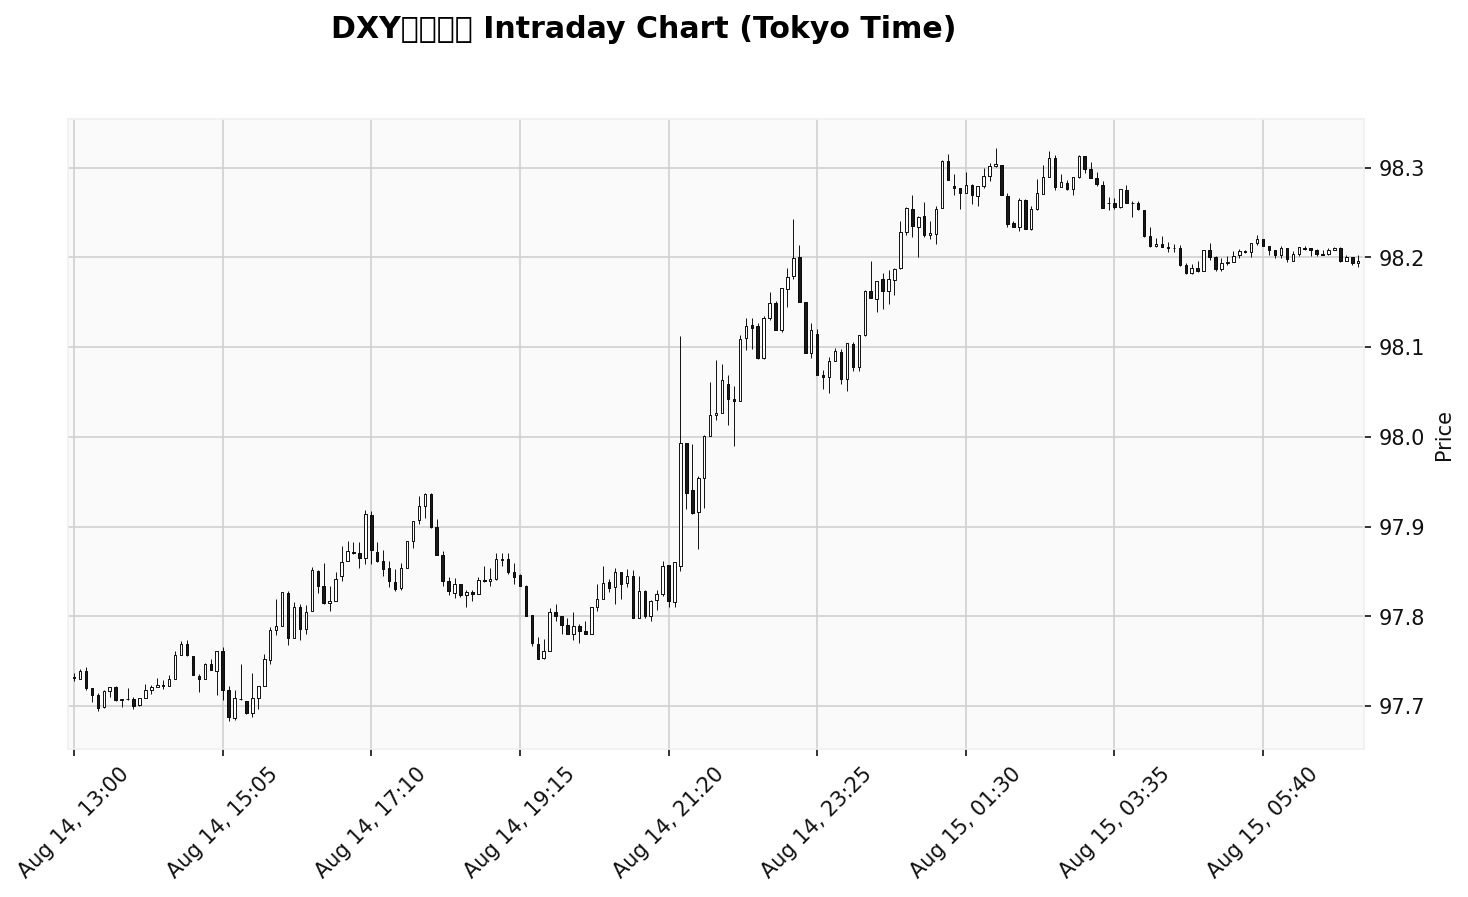 DXY Intraday Chart (Tokyo Time)
98.3
98.2
98.1
98.0
97.9
97.8
97.7
Price
Aug 14, 13:00
Aug 14, 15:05
Aug 14, 17:10
Aug 14, 19:15
Aug 14, 21:20
Aug 14, 23:25
Aug 15, 01:30
Aug 15, 03:35
Aug 15, 05:40